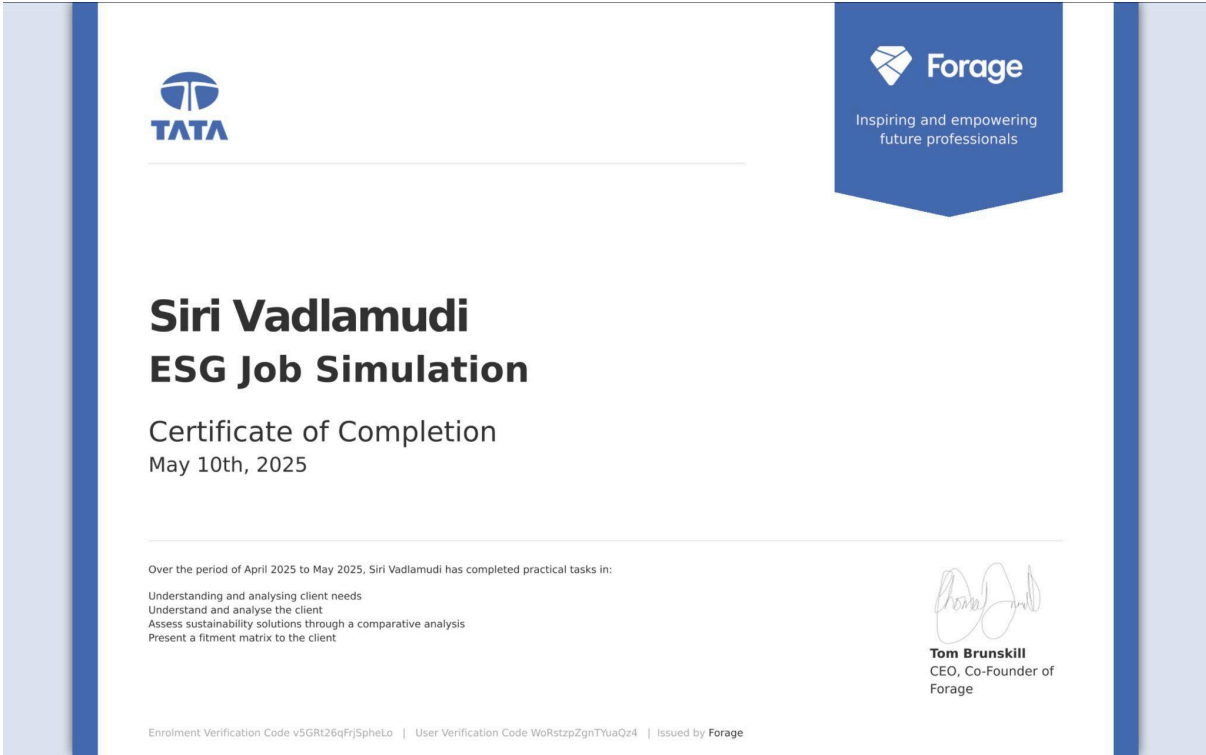 TATA
Forage
Inspiring and empowering
future professionals
Siri Vadlamudi
ESG Job Simulation
Certificate of Completion
May 10th, 2025
Over the period of April 2025 to May 2025, Siri Vadlamudi has completed practical tasks in:
Understanding and analysing client needs
Understand and analyse the client
Assess sustainability solutions through a comparative analysis
Present a fitment matrix to the client
Tom Brunskill
CEO, Co-Founder of
Forage
Enrolment Verification Code v5GRt26qFrjSpheLo | User Verification Code WoRstzpZgnTYuaQz4 | Issued by Forage